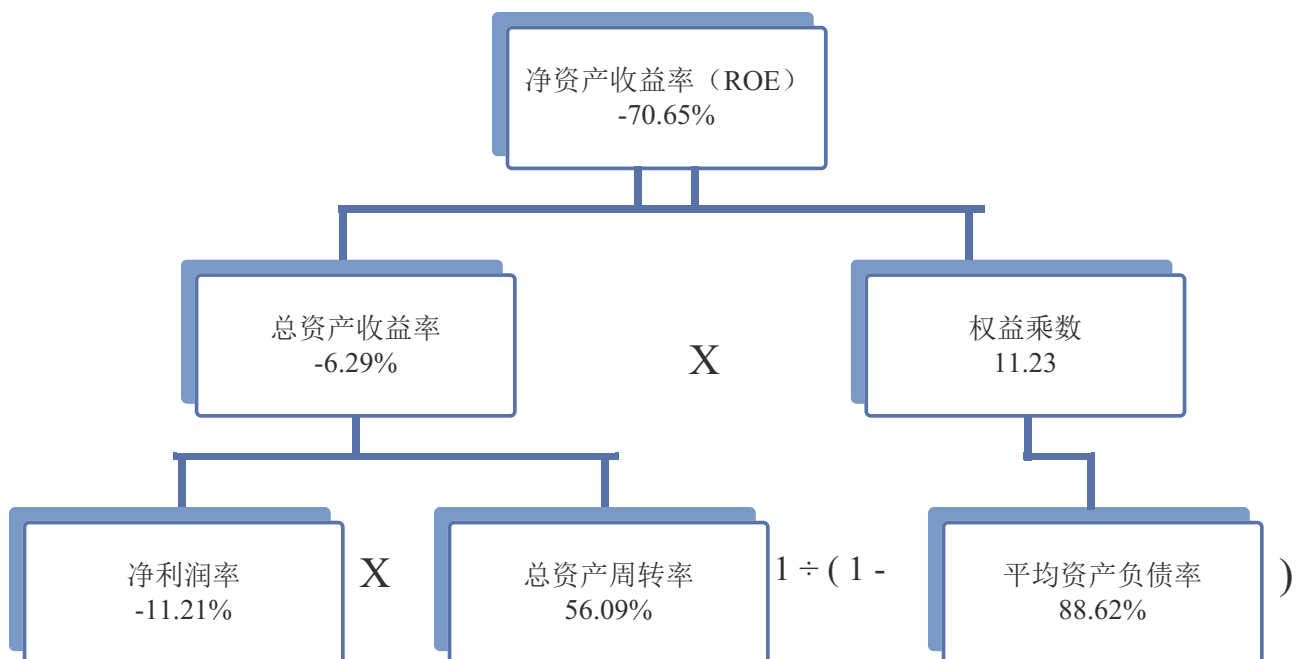 净资产收益率（ROE）
-70.65%
总资产收益率
-6.29%
X
权益乘数
11.23
净利润率
-11.21%
X
总资产周转率
56.09%
1 ÷ ( 1 -
平均资产负债率
88.62%
)